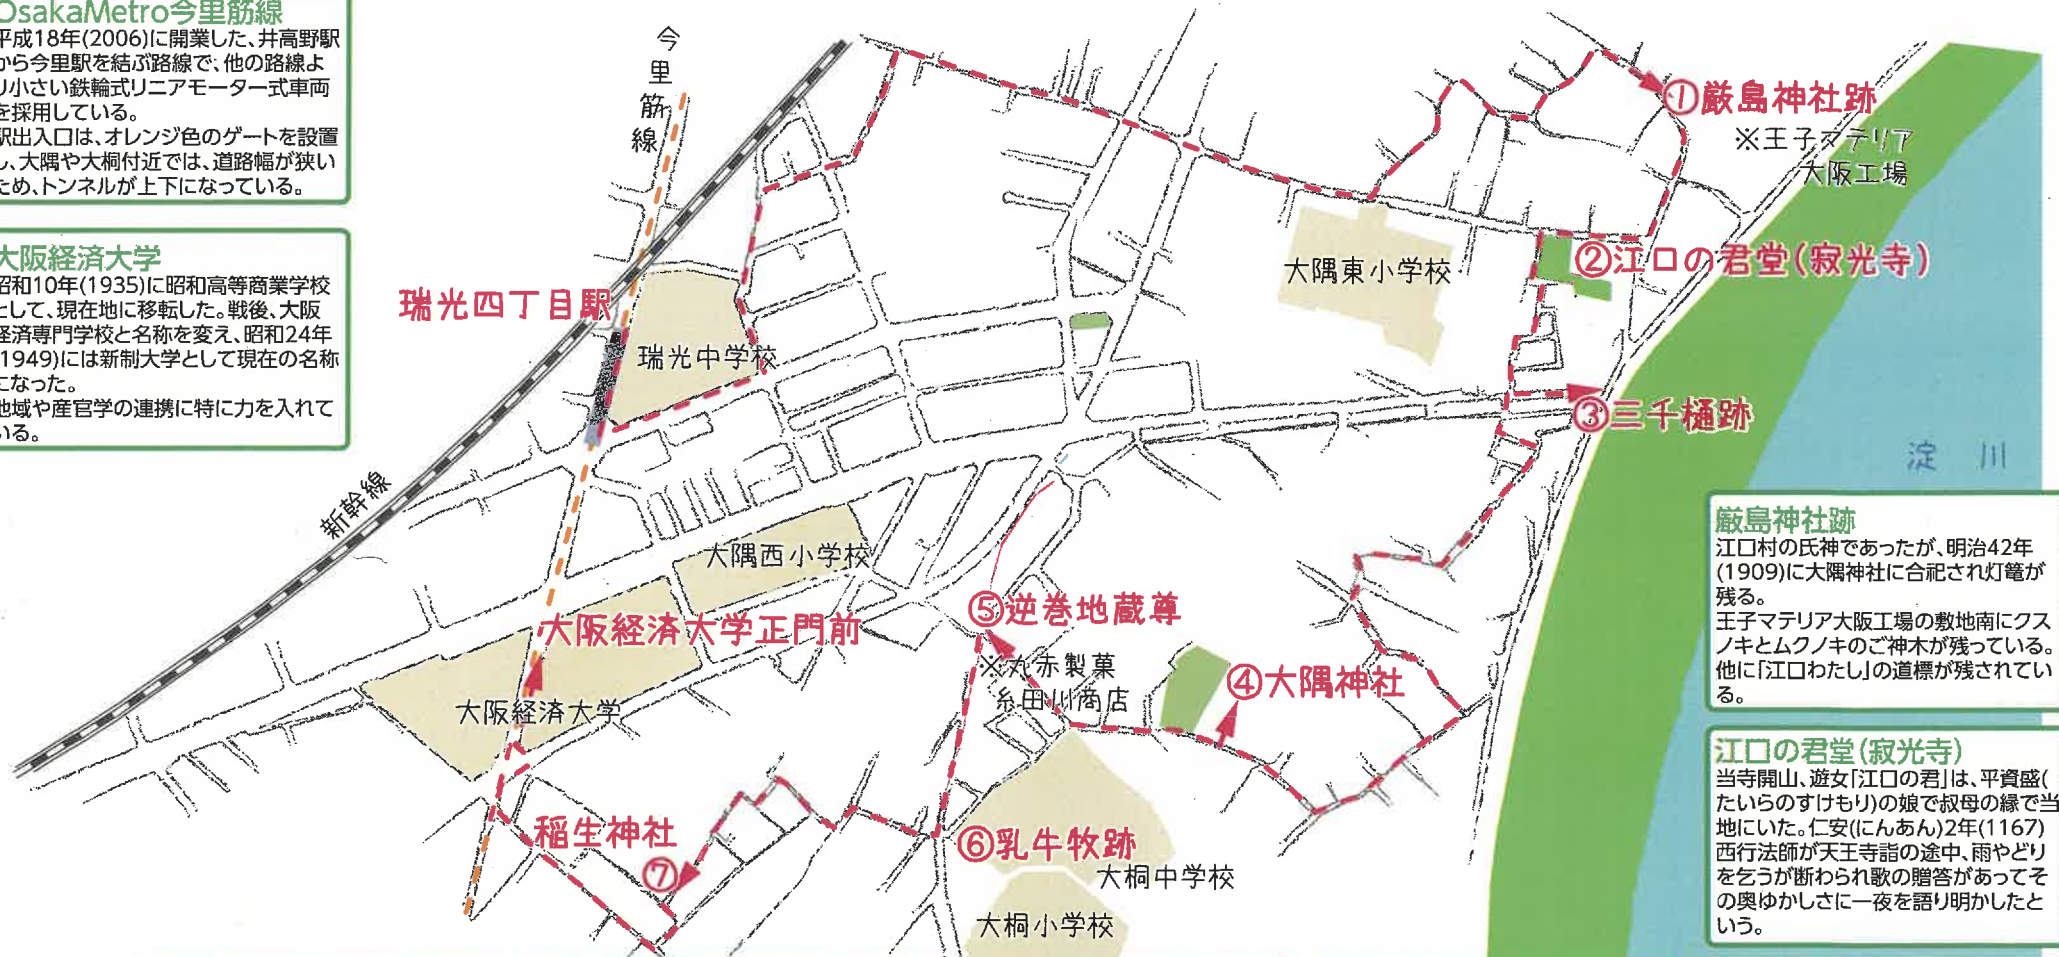 OsakaMetro今里筋線
平成18年(2006)に開業した、井高野駅
から今里駅を結ぶ路線で、他の路線よ
り小さい鉄輪式リニアモーター式車両
を採用している。
駅出入口は、オレンジ色のゲートを設置
し、大隅や大桐付近では、道路幅が狭い
ため、トンネルが上下になっている。
大阪経済大学
昭和10年(1935)に昭和高等商業学校
として、現在地に移転した。戦後、大阪
経済専門学校と名称を変え、昭和24年
(1949)には新制大学として現在の名称
になった。
地域や産官学の連携に特に力を入れて
いる。
今里筋線
新幹線
瑞光四丁目駅
瑞光中学校
①厳島神社跡
※王子マテリア
大阪工場
大隅東小学校
②江口の君堂(寂光寺)
③三千樋跡
淀川
大隅西小学校
大阪経済大学正門前
大阪経済大学
⑤逆巻地蔵尊
※丸赤製菓
糸田川商店
④大隅神社
稲生神社
⑦
⑥乳牛牧跡
大桐中学校
大桐小学校
厳島神社跡
江口村の氏神であったが、明治42年
(1909)に大隅神社に合祀され灯篭が
残る。
王子マテリア大阪工場の敷地南にクス
ノキとムクノキのご神木が残っている。
他に「江口わたし」の道標が残されてい
る。
江口の君堂(寂光寺)
当寺開山、遊女「江口の君」は、平資盛(
たいらのすけもり)の娘で叔母の縁で当
地にいた。仁安(にんあん)2年(1167)
西行法師が天王寺詣の途中、雨やどり
を乞うが断わられ歌の贈答があってそ
の奥ゆかしさに一夜を語り明かしたと
いう。